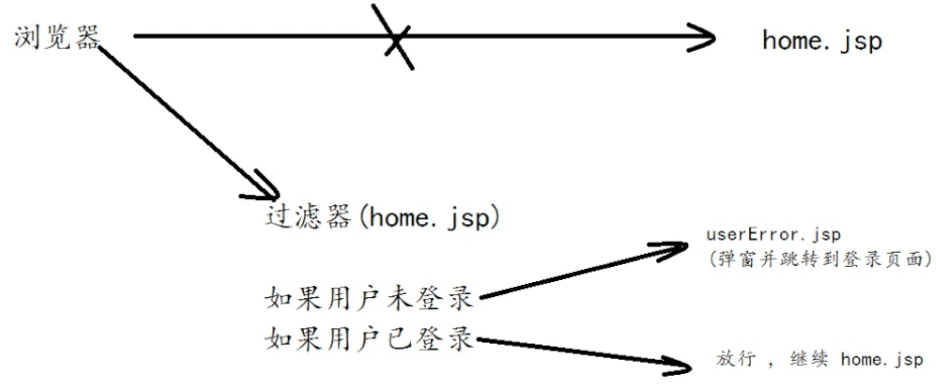 浏览器
home.jsp
过滤器(home.jsp)
userError.jsp
(弹窗并跳转到登录页面)
如果用户未登录
如果用户已登录
放行 , 继续 home.jsp